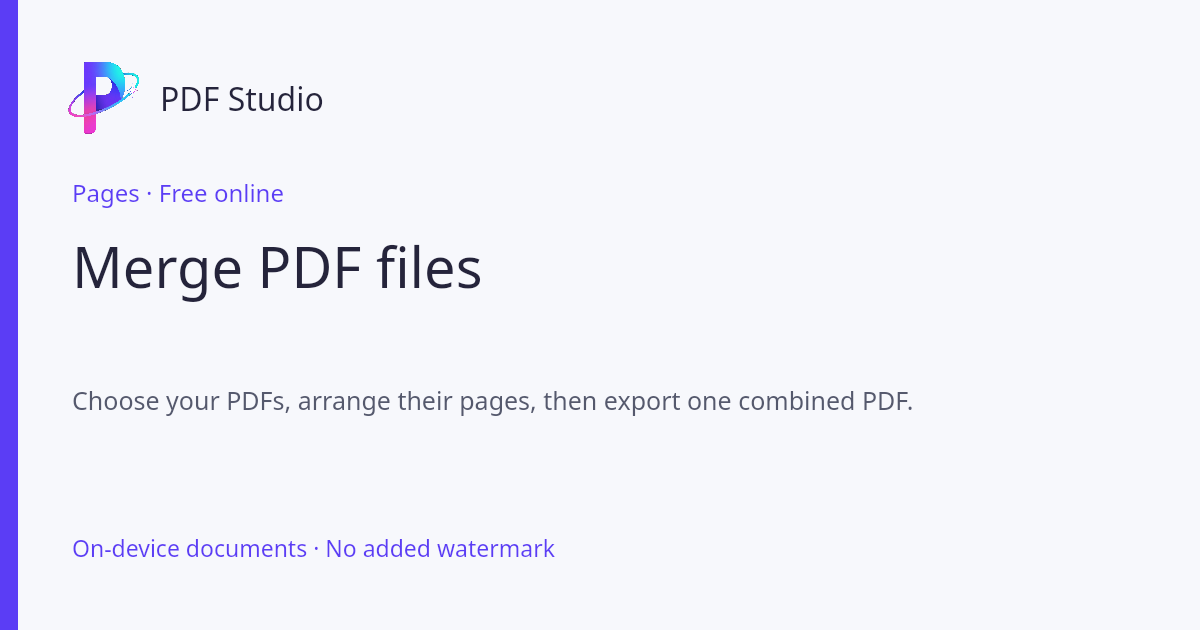 PDF Studio
Pages · Free online
Merge PDF files
Choose your PDFs, arrange their pages, then export one combined PDF.
On-device documents · No added watermark